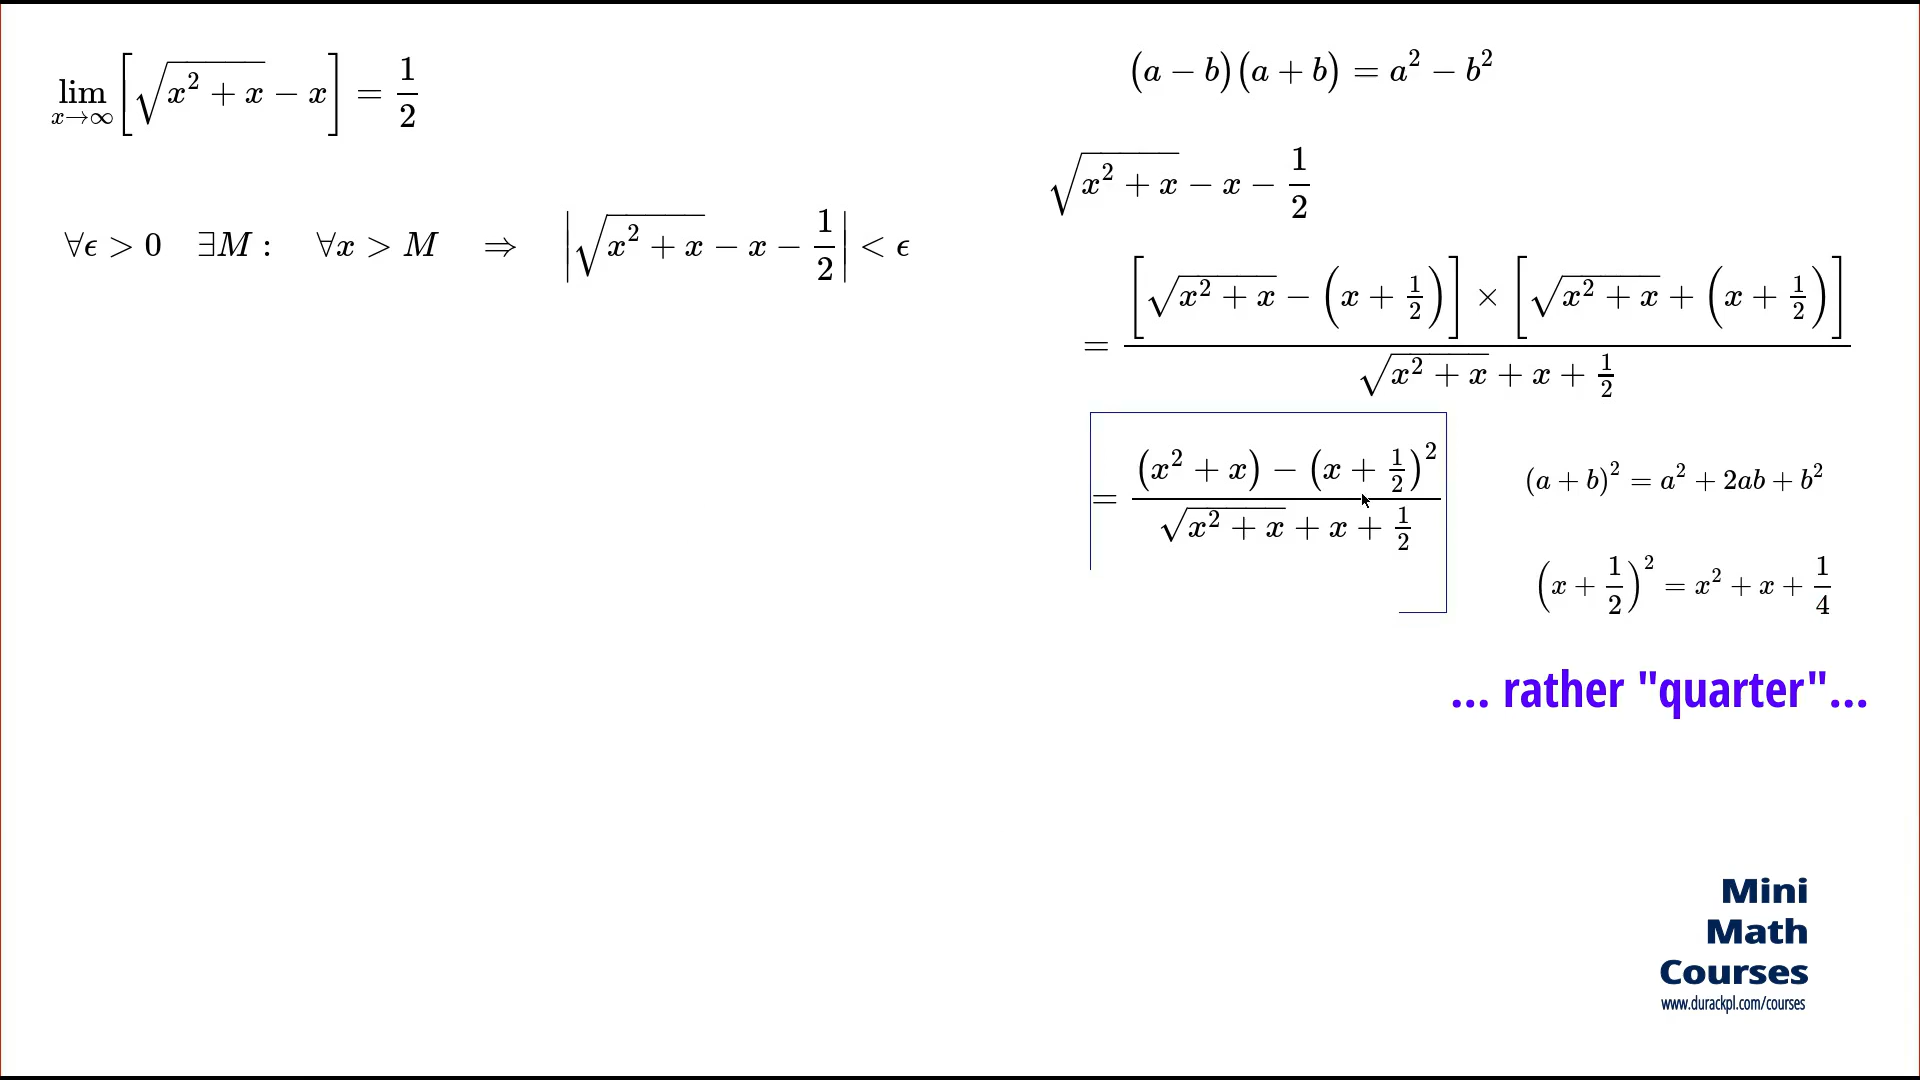 lim x→∞ [√(x² + x) − x] = 1/2
∀ϵ > 0 ∃M : ∀x > M ⇒ |√(x² + x) − x − 1/2| < ϵ
(a − b)(a + b) = a² − b²
√(x² + x) − x − 1/2
= [√(x² + x) − (x + 1/2)] × [√(x² + x) + (x + 1/2)] / √(x² + x) + x + 1/2
= (x² + x) − (x + 1/2)² / √(x² + x) + x + 1/2
(a + b)² = a² + 2ab + b²
(x + 1/2)² = x² + x + 1/4
... rather "quarter"...
Mini
Math
Courses
www.durackpl.com/courses